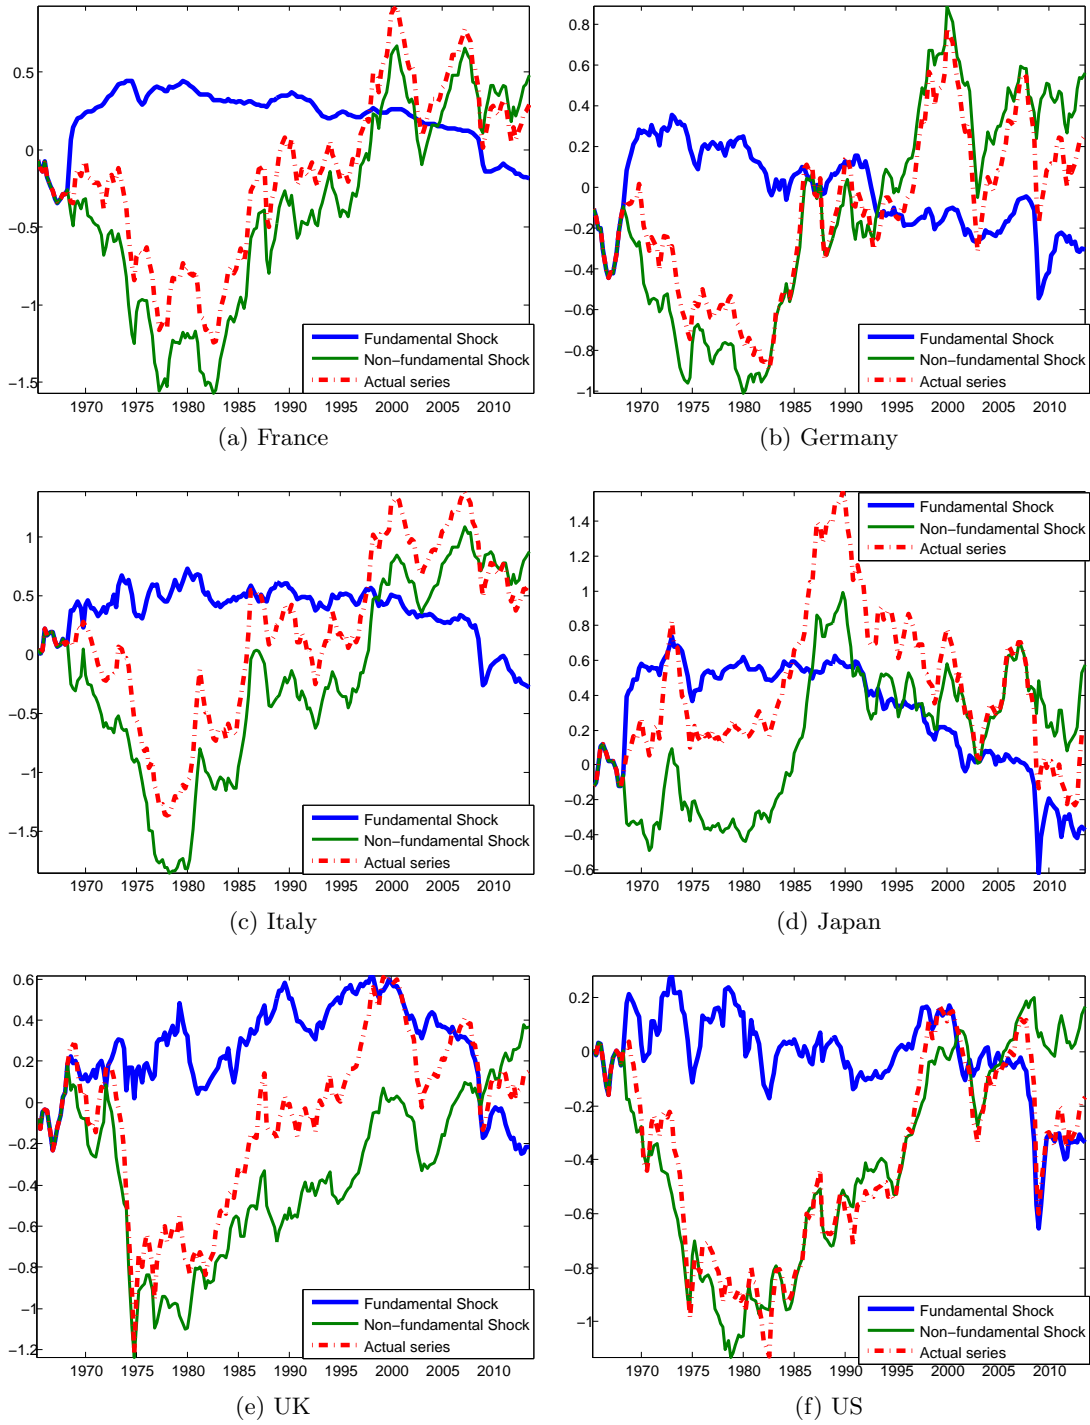 0.5
0
−0.5
−1
−1.5
1970 1975 1980 1985 1990 1995 2000 2005 2010
Fundamental Shock
Non−fundamental Shock
Actual series
(a) France
0.8
0.6
0.4
0.2
0
−0.2
−0.4
−0.6
−0.8
−1
1970 1975 1980 1985 1990 1995 2000 2005 2010
Fundamental Shock
Non−fundamental Shock
Actual series
(b) Germany
1
0.5
0
−0.5
−1
−1.5
1970 1975 1980 1985 1990 1995 2000 2005 2010
Fundamental Shock
Non−fundamental Shock
Actual series
(c) Italy
1.4
1.2
1
0.8
0.6
0.4
0.2
0
−0.2
−0.4
−0.6
1970 1975 1980 1985 1990 1995 2000 2005 2010
Fundamental Shock
Non−fundamental Shock
Actual series
(d) Japan
0.6
0.4
0.2
0
−0.2
−0.4
−0.6
−0.8
−1
−1.2
1970 1975 1980 1985 1990 1995 2000 2005 2010
Fundamental Shock
Non−fundamental Shock
Actual series
(e) UK
0.2
0
−0.2
−0.4
−0.6
−0.8
−1
1970 1975 1980 1985 1990 1995 2000 2005 2010
Fundamental Shock
Non−fundamental Shock
Actual series
(f) US